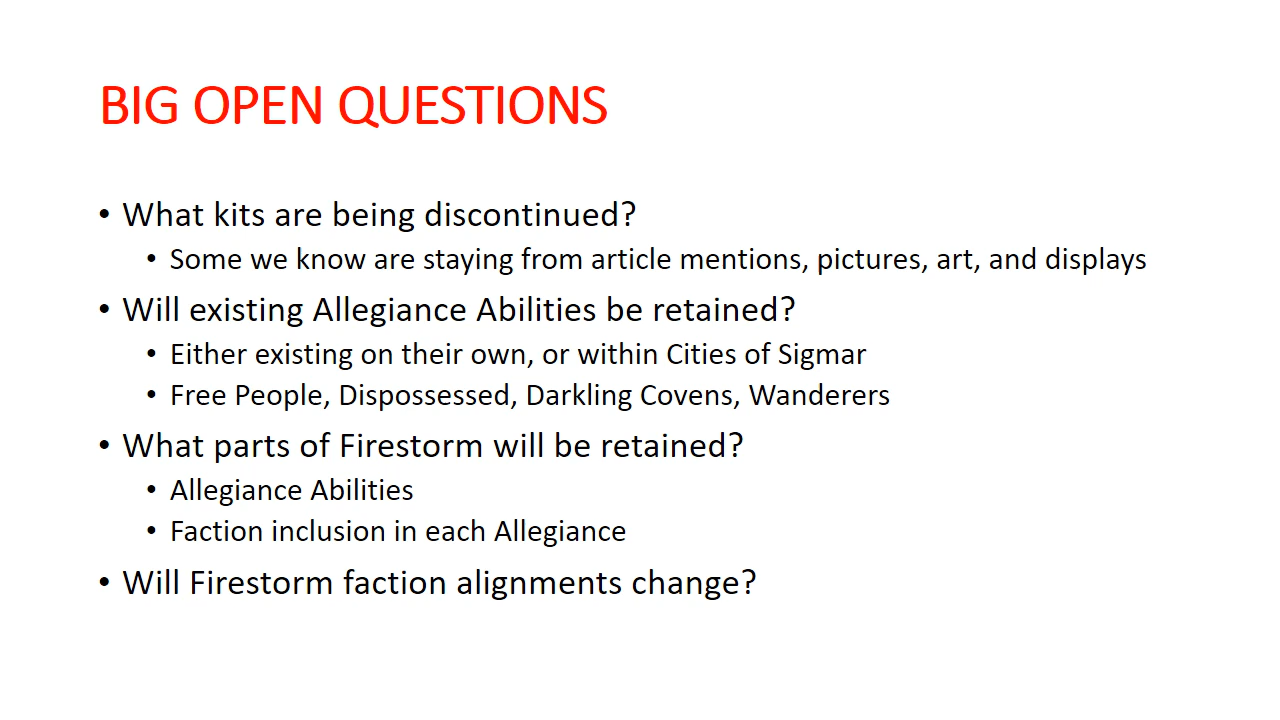 BIG OPEN QUESTIONS
• What kits are being discontinued?
• Some we know are staying from article mentions, pictures, art, and displays
• Will existing Allegiance Abilities be retained?
• Either existing on their own, or within Cities of Sigmar
• Free People, Dispossessed, Darkling Covens, Wanderers
• What parts of Firestorm will be retained?
• Allegiance Abilities
• Faction inclusion in each Allegiance
• Will Firestorm faction alignments change?